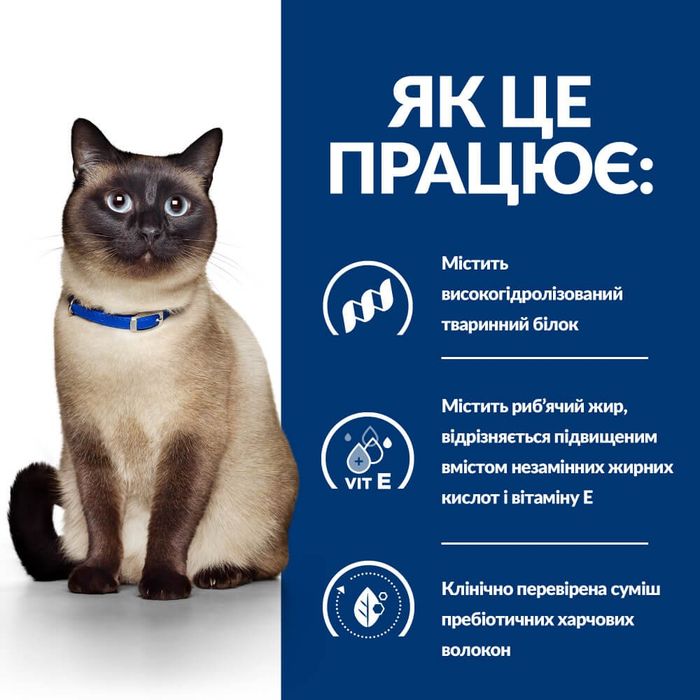 ЯК ЦЕ
ПРАЦЮЄ:
Містить
високогідролізований
тваринний білок
Містить риб'ячий жир,
відрізняється підвищеним
вмістом незамінних жирних
кислот і вітаміну Е
VIT E
Клінічно перевірена суміш
пребіотичних харчових
волокон